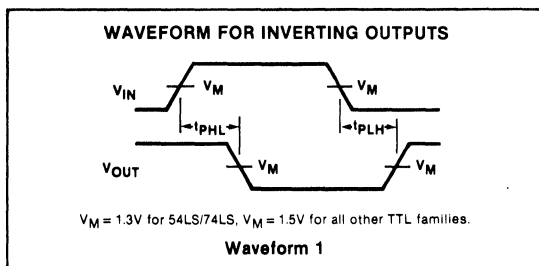 WAVEFORM FOR INVERTING OUTPUTS
VIN
VM
VM
tPHL
tPLH
VOUT
VM
VM
VM = 1.3V for 54LS/74LS, VM = 1.5V for all other TTL families.
Waveform 1